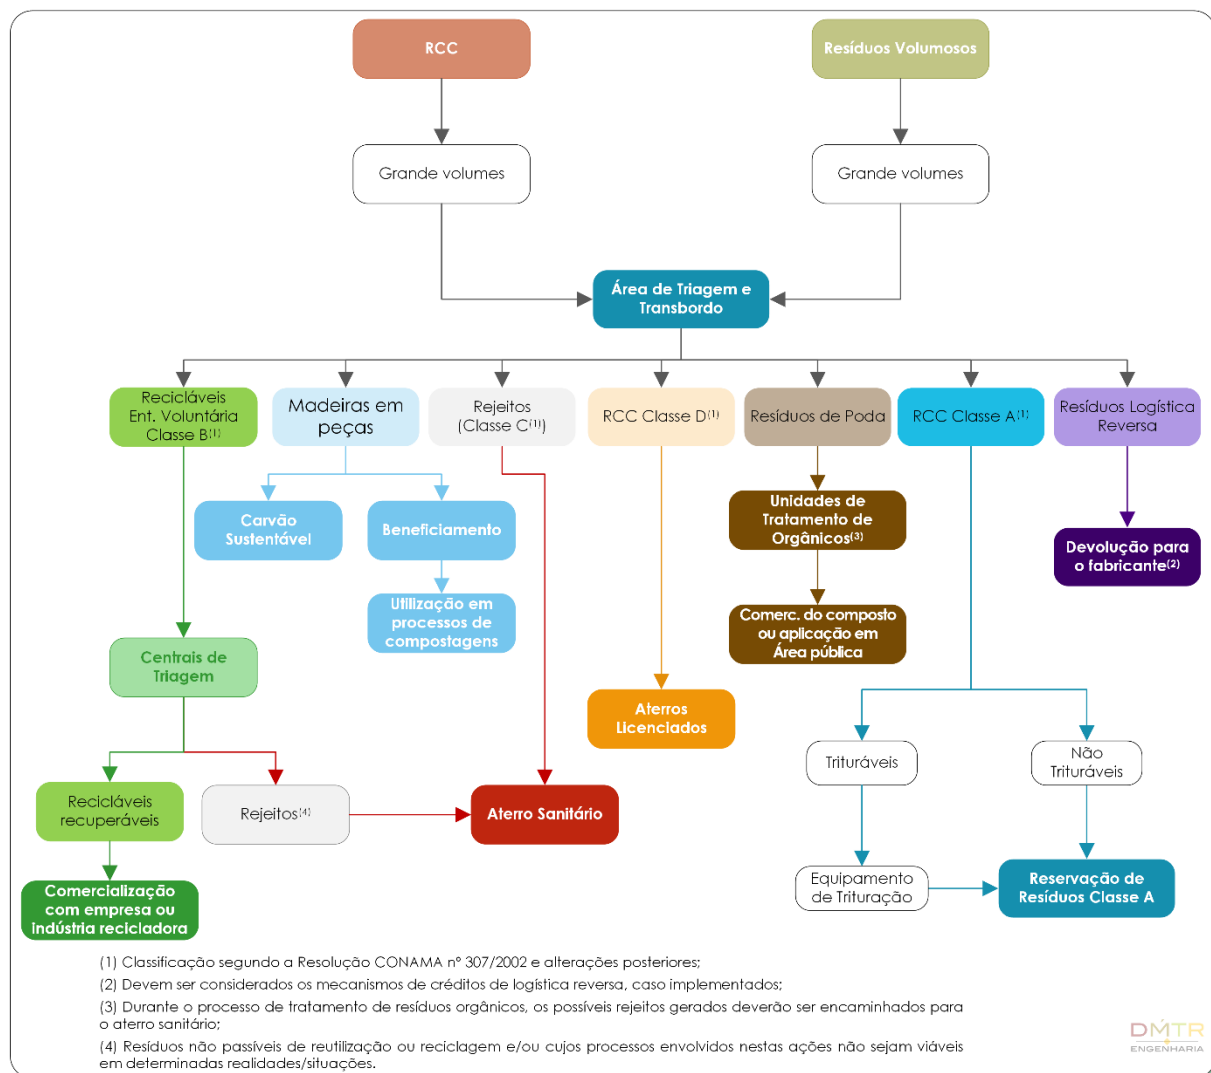 RCC
Resíduos Volumosos
Grande volumes
Grande volumes
Área de Triagem e
Transbordo
Recicláveis
Ent. Voluntária
Classe B(1)
Madeiras em
peças
Rejeitos
(Classe C(1))
RCC Classe D(1)
Resíduos de Poda
RCC Classe A(1)
Resíduos Logística
Reversa
Carvão
Sustentável
Beneficiamento
Unidades de
Tratamento de
Orgânicos(3)
Devolução para
o fabricante(2)
Utilização em
processos de
compostagens
Comerc. do composto
ou aplicação em
Área pública
Centrais de
Triagem
Aterros
Licenciados
Trituráveis
Não
Trituráveis
Recicláveis
recuperáveis
Rejeitos(4)
Aterro Sanitário
Equipamento
de Trituração
Reservação de
Resíduos Classe A
Comercialização
com empresa ou
indústria recicladora
(1) Classificação segundo a Resolução CONAMA nº 307/2002 e alterações posteriores;
(2) Devem ser considerados os mecanismos de créditos de logística reversa, caso implementados;
(3) Durante o processo de tratamento de resíduos orgânicos, os possíveis rejeitos gerados deverão ser encaminhados para
o aterro sanitário;
(4) Resíduos não passíveis de reutilização ou reciclagem e/ou cujos processos envolvidos nestas ações não sejam viáveis
em determinadas realidades/situações.
DMTR
ENGENHARIA